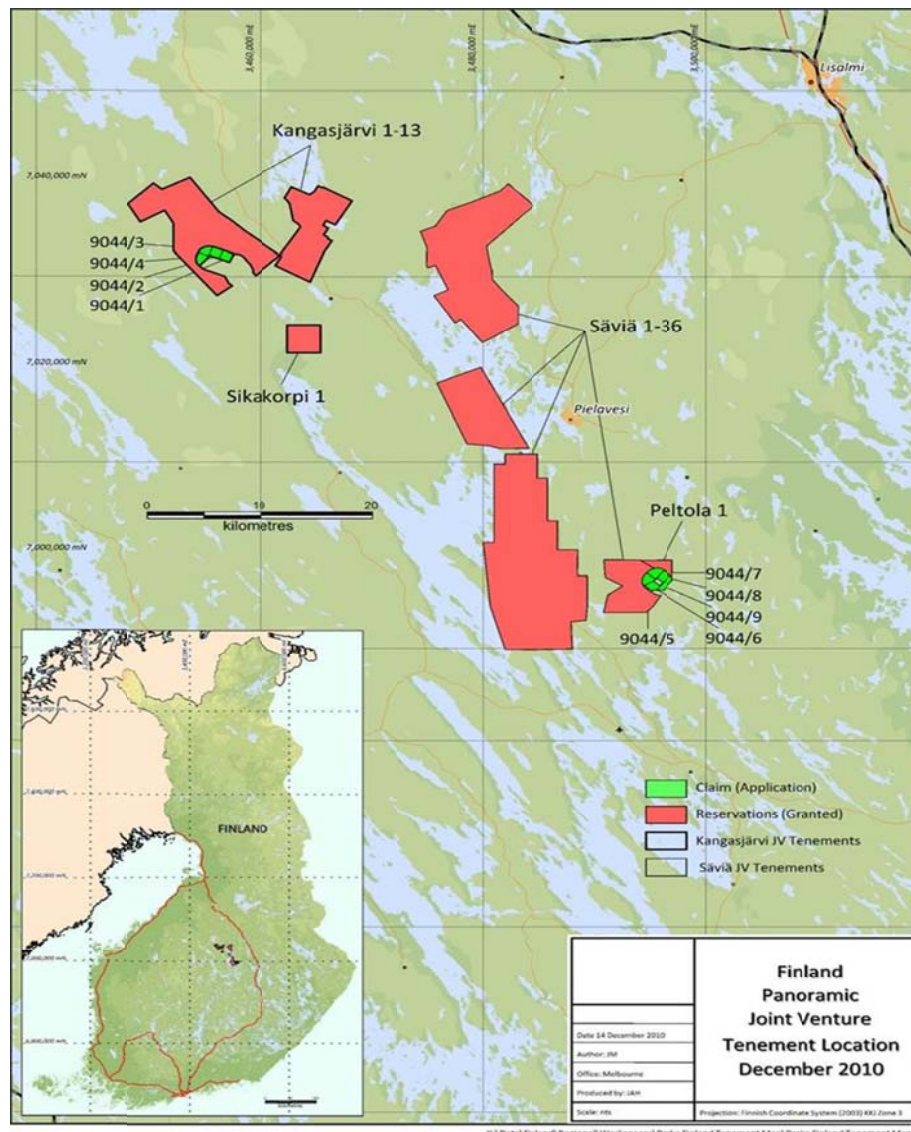 3,460,000 mE
3,480,000 mE
3,500,000 mE
Lisalmi
Kangasjärvi 1-13
7,040,000 mN
9044/3
9044/4
9044/2
9044/1
Säviä 1-36
7,020,000 mN
Sikakorpi 1
Pielavesi
0 10 20
kilometres
Peltola 1
7,000,000 mN
9044/7
9044/8
9044/9
9044/5 9044/6
FINLAND
Claim (Application)
Reservations (Granted)
Kangasjärvi JV Tenements
Säviä JV Tenements
Finland
Panoramic
Joint Venture
Tenement Location
December 2010
Date 14 December 2010
Author: JM
Office: Melbourne
Produced by: JAH
Scale: nts
Projection: Finnish Coordinate System (2003) KKJ Zone 3